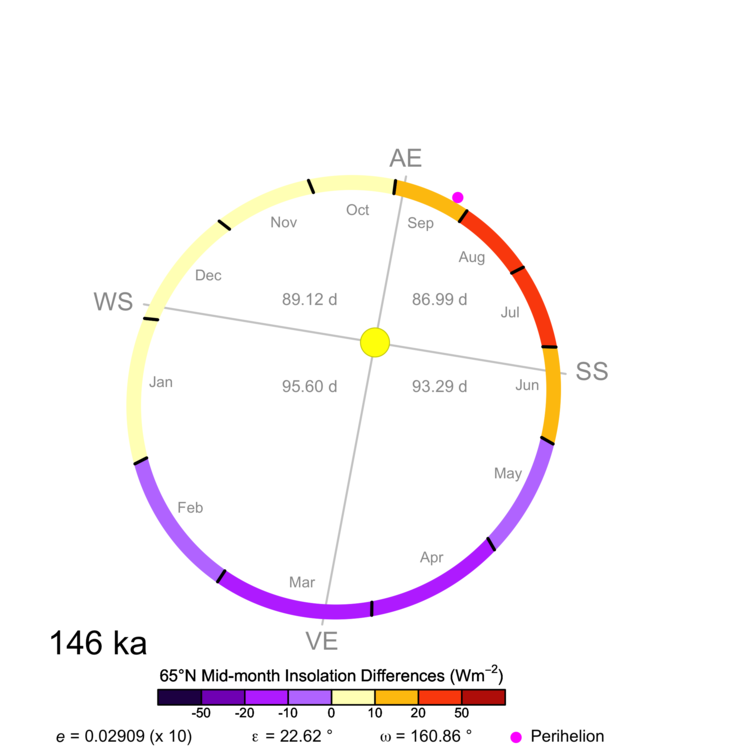 AE
Oct
Nov
Sep
Aug
Dec
WS
89.12 d
86.99 d
Jul
SS
Jan
95.60 d
93.29 d
Jun
May
Feb
Apr
Mar
146 ka
VE
65°N Mid-month Insolation Differences (Wm⁻²)
-50 -20 -10 0 10 20 50
e = 0.02909 (x 10) ε = 22.62 ° ω = 160.86 ° Perihelion